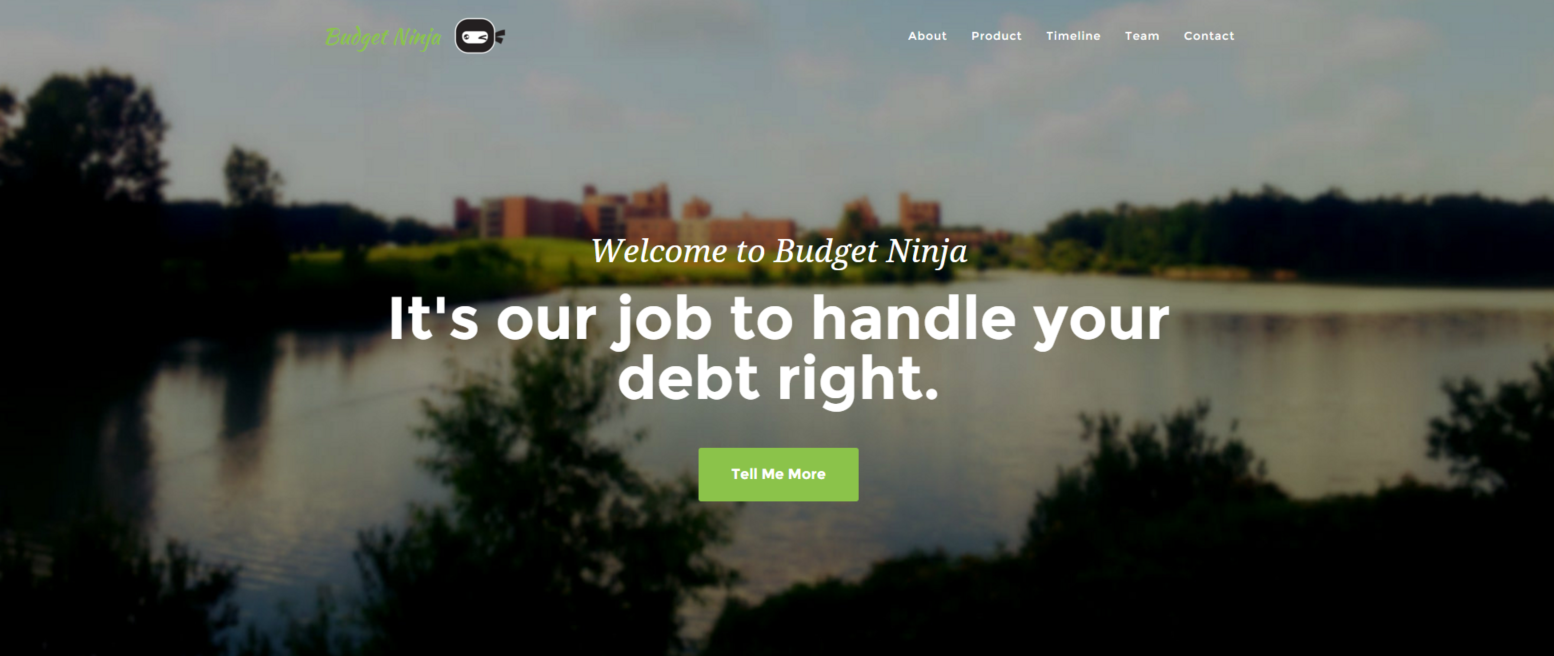 Budget Ninja
About Product Timeline Team Contact
Welcome to Budget Ninja
It's our job to handle your
debt right.
Tell Me More